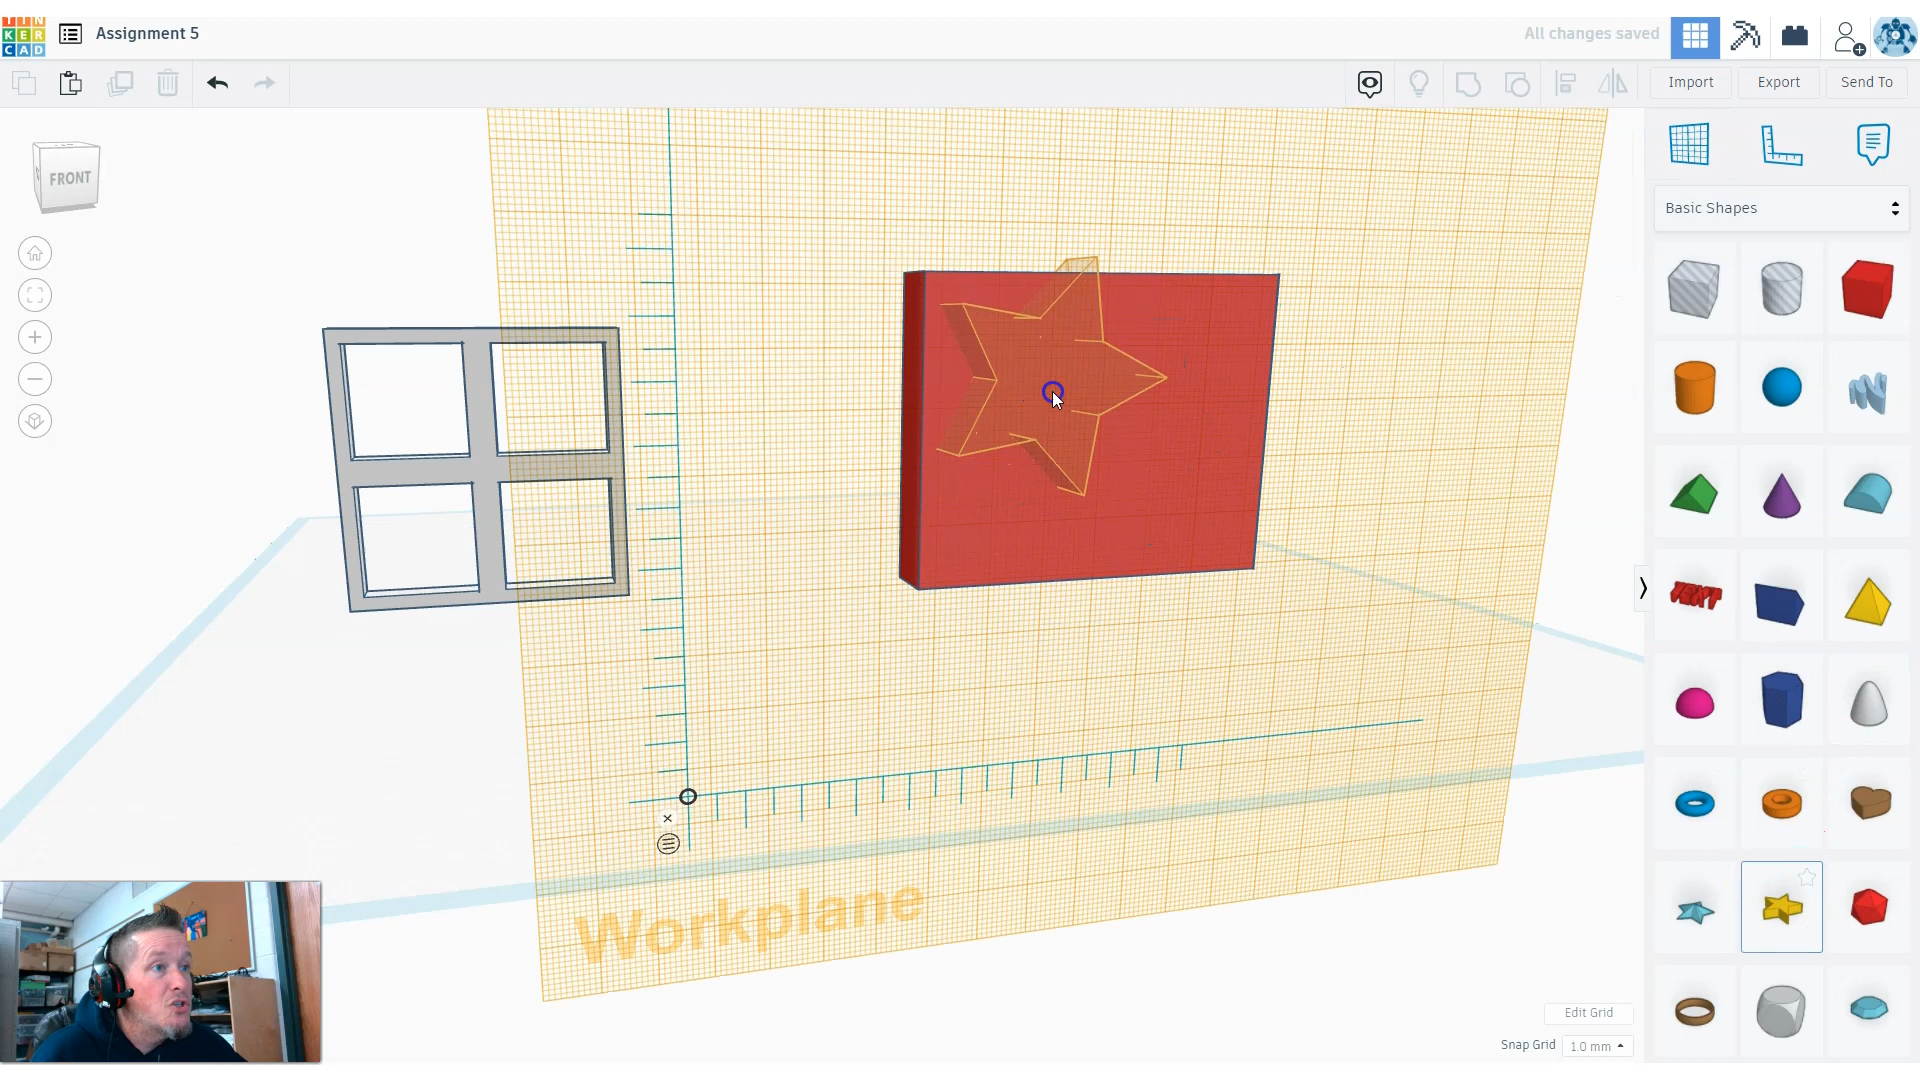 TIN
KER
CAD
Assignment 5
All changes saved
Import
Export
Send To
FRONT
Basic Shapes
TEXT
Workplane
Edit Grid
Snap Grid
1.0 mm